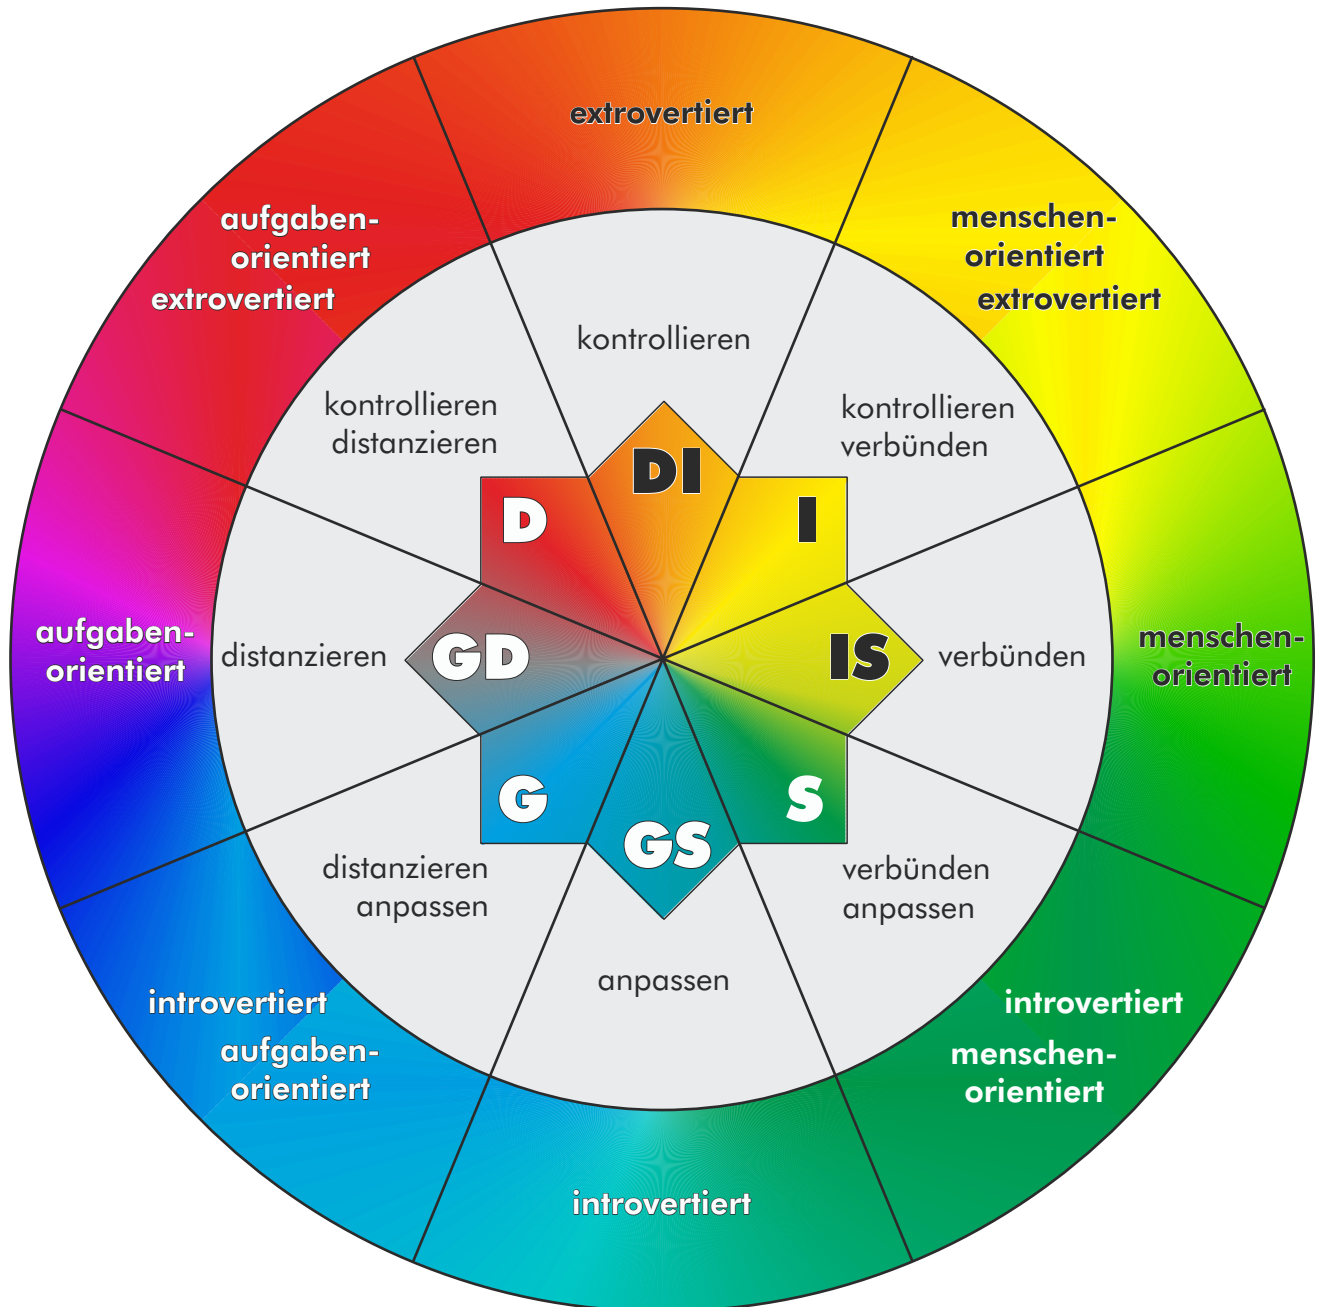 extrovertiert
aufgaben-
orientiert
extrovertiert
menschen-
orientiert
extrovertiert
kontrollieren
kontrollieren
distanzieren
kontrollieren
verbünden
DI
D
I
aufgaben-
orientiert
distanzieren
GD
IS
verbünden
menschen-
orientiert
G
S
GS
distanzieren
anpassen
verbünden
anpassen
anpassen
introvertiert
aufgaben-
orientiert
introvertiert
menschen-
orientiert
introvertiert